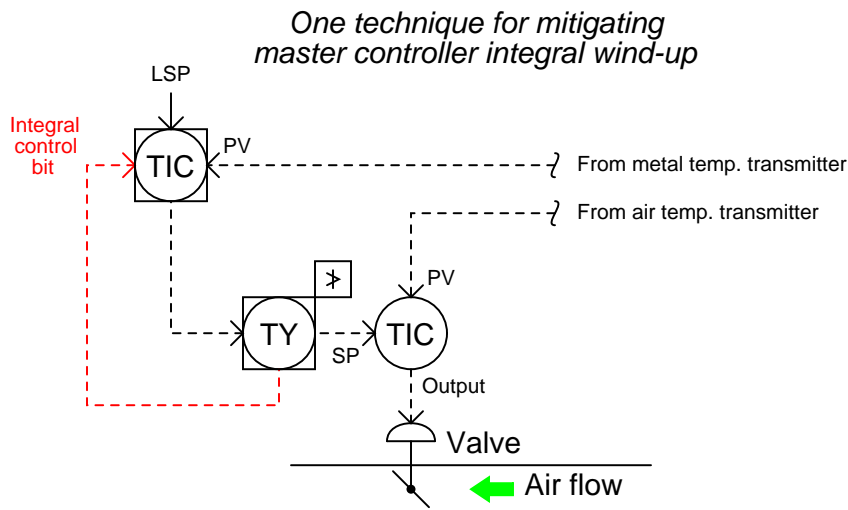 One technique for mitigating
master controller integral wind-up
LSP
Integral
control
bit
TIC
PV
From metal temp. transmitter
From air temp. transmitter
PV
TY
SP
TIC
Output
Valve
Air flow